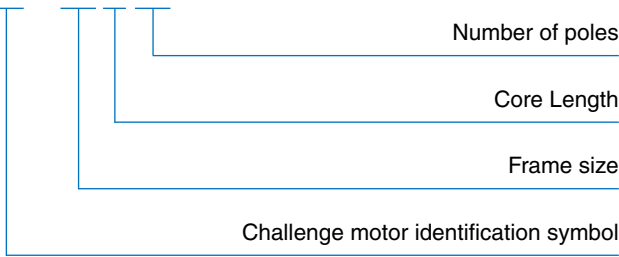 Number of poles
Core Length
Frame size
Challenge motor identification symbol